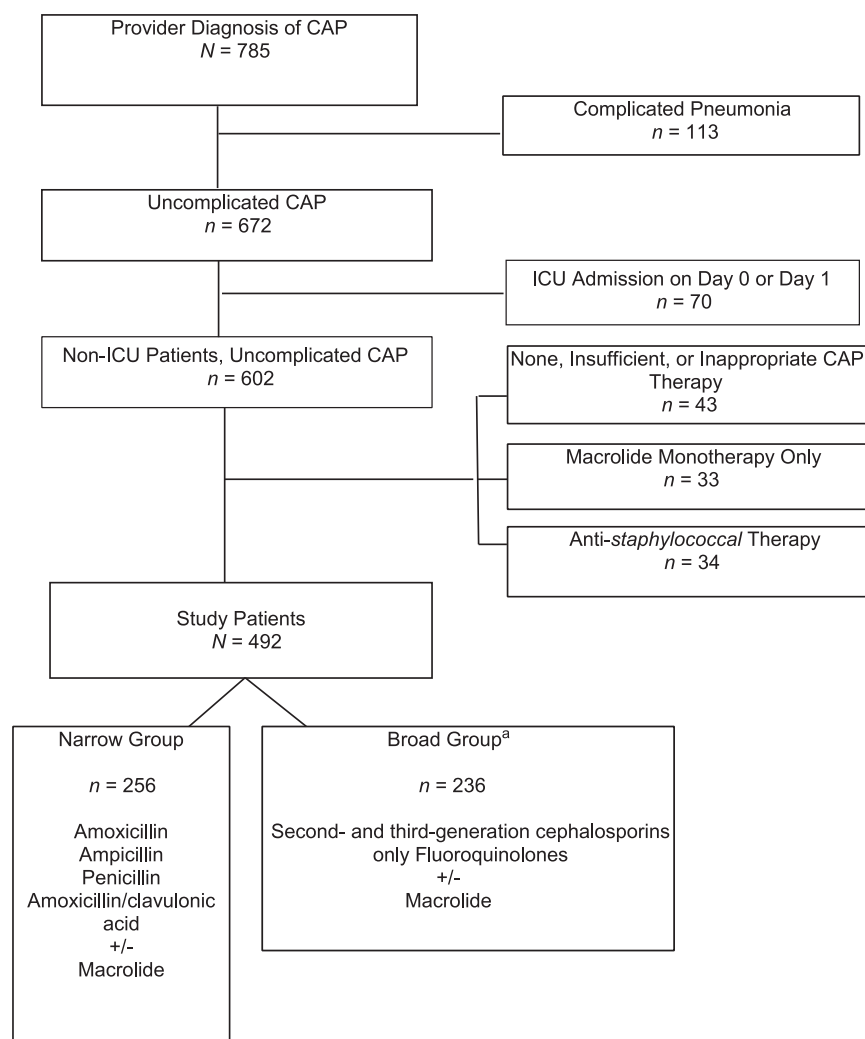 Provider Diagnosis of CAP
N = 785
Complicated Pneumonia
n = 113
Uncomplicated CAP
n = 672
ICU Admission on Day 0 or Day 1
n = 70
Non-ICU Patients, Uncomplicated CAP
n = 602
None, Insufficient, or Inappropriate CAP
Therapy
n = 43
Macrolide Monotherapy Only
n = 33
Anti-staphylococcal Therapy
n = 34
Study Patients
N = 492
Narrow Group
n = 256
Amoxicillin
Ampicillin
Penicillin
Amoxicillin/clavulonic
acid
+/-
Macrolide
Broad Groupᵃ
n = 236
Second- and third-generation cephalosporins
only Fluoroquinolones
+/-
Macrolide